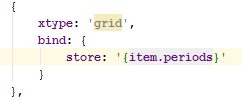 {
    xtype: 'grid',
    bind: {
        store: '{item.periods}'
    }
},